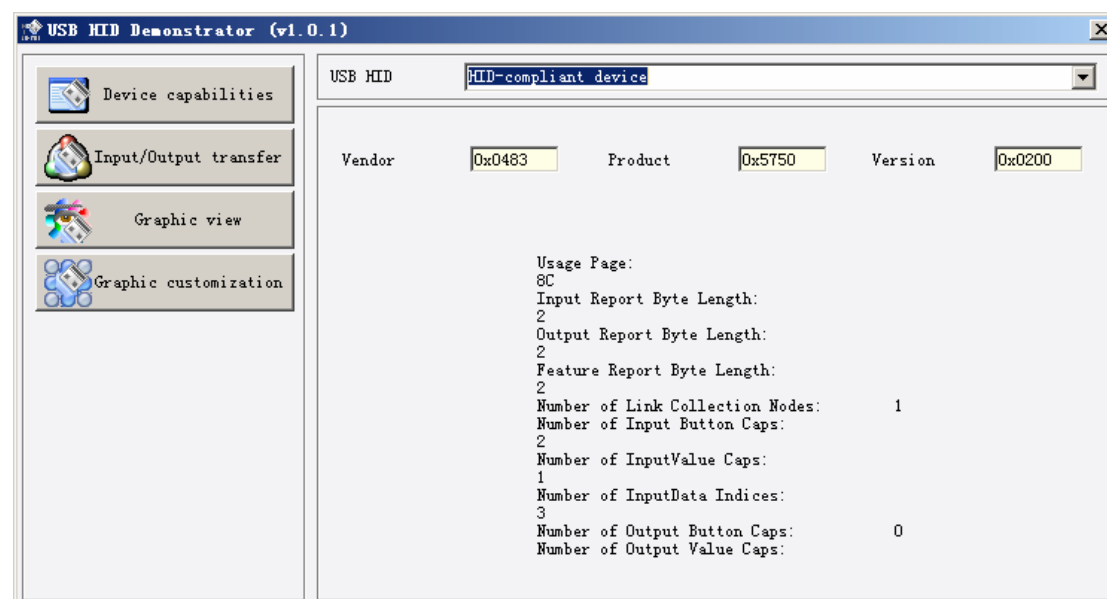 USB HID Demonstrator (v1.0.1)
Device capabilities
Input/Output transfer
Graphic view
Graphic customization
USB HID HID-compliant device
Vendor 0x0483 Product 0x5750 Version 0x0200
Usage Page:
8C
Input Report Byte Length:
2
Output Report Byte Length:
2
Feature Report Byte Length:
2
Number of Link Collection Nodes: 1
Number of Input Button Caps:
2
Number of InputValue Caps:
1
Number of InputData Indices:
3
Number of Output Button Caps: 0
Number of Output Value Caps: